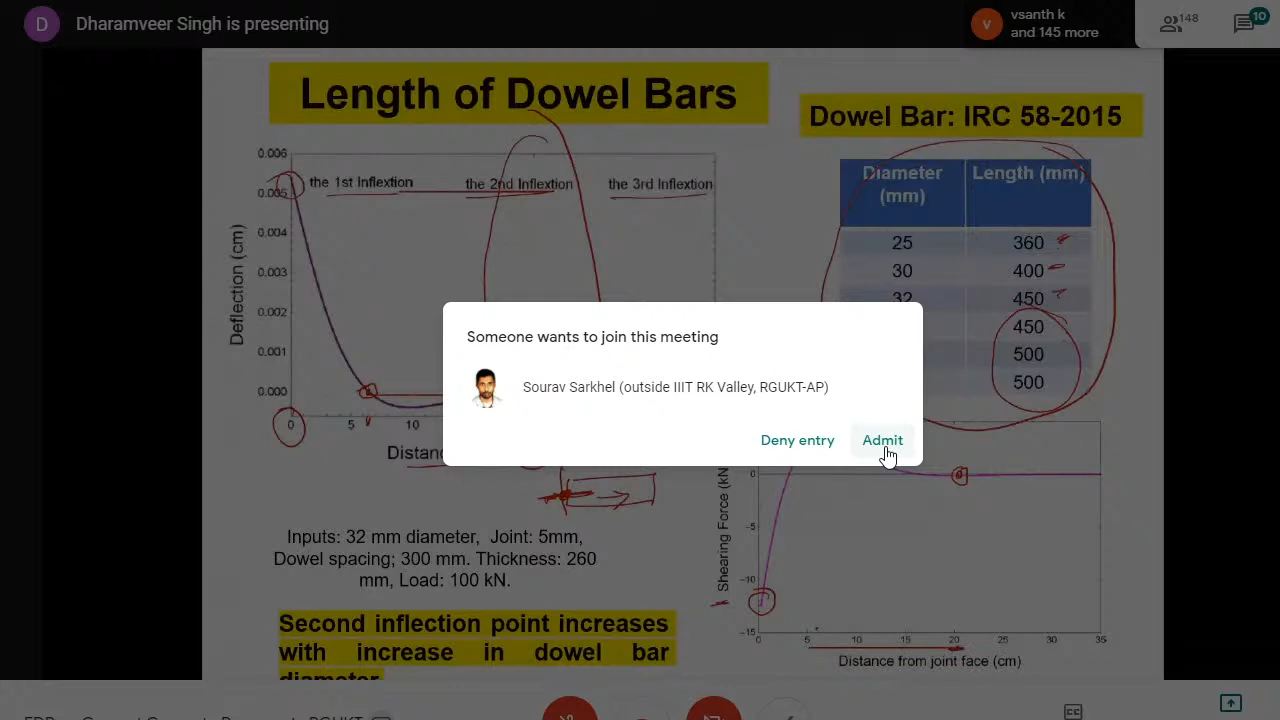 D Dharamveer Singh is presenting
v vsanth k
and 145 more
148
10
Length of Dowel Bars
Dowel Bar: IRC 58-2015
0.006
0.005
0.004
0.003
0.002
0.001
0.000
Deflection (cm)
the 1st Inflextion the 2nd Inflextion the 3rd Inflextion
0 5 10
Diameter (mm) Length (mm)
25 360
30 400
32 450
450
500
500
Someone wants to join this meeting
Sourav Sarkhel (outside IIIT RK Valley, RGUKT-AP)
Deny entry Admit
Inputs: 32 mm diameter, Joint: 5mm,
Dowel spacing; 300 mm. Thickness: 260
mm, Load: 100 kN.
Second inflection point increases
with increase in dowel bar
diameter
Shearing Force (kN
0
-5
-10
-15
0 5 10 15 20 25 30 35
Distance from joint face (cm)